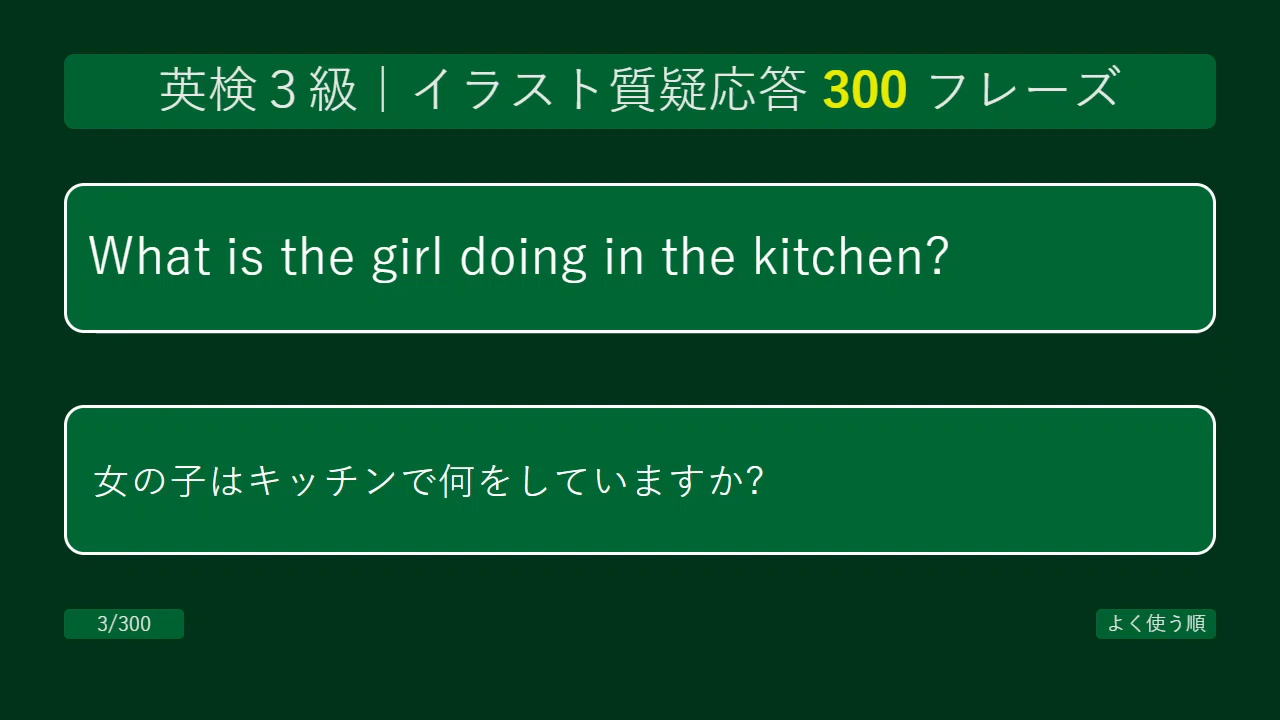 英検３級｜イラスト質疑応答 300 フレーズ
What is the girl doing in the kitchen?
女の子はキッチンで何をしていますか?
3/300
よく使う順